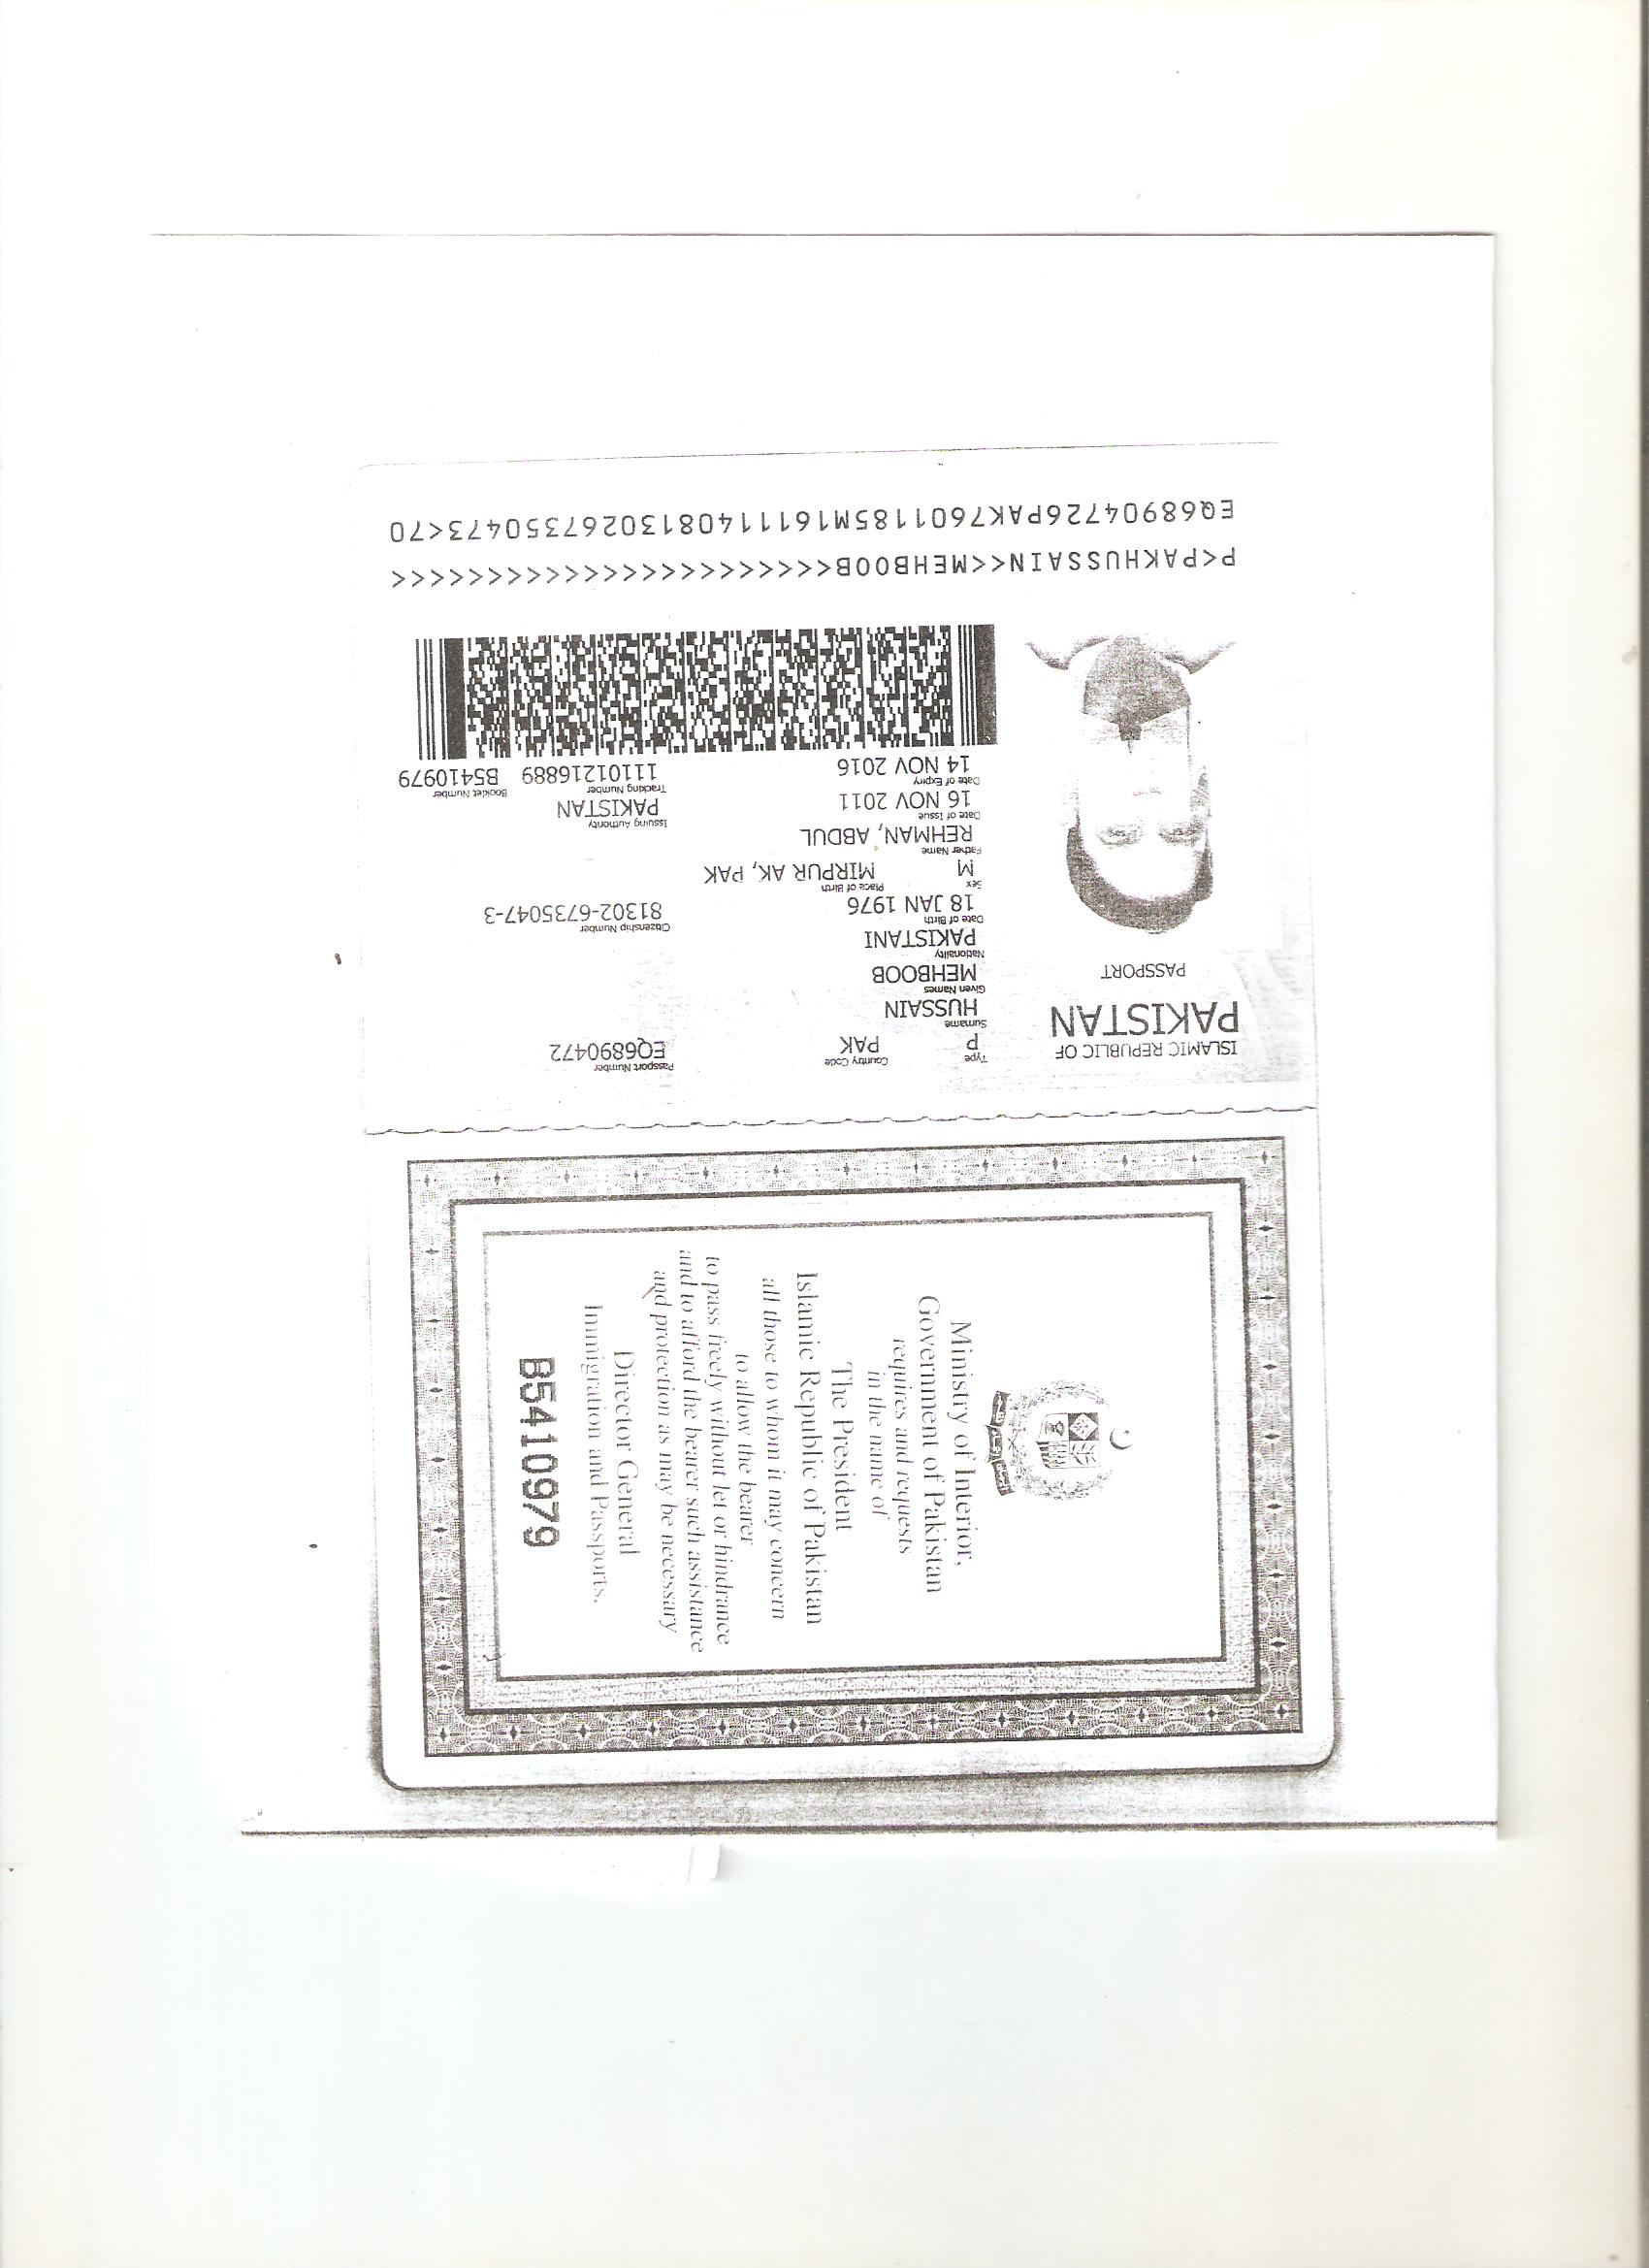 Ministry of Interior,
Government of Pakistan
requires and requests
in the name of
The President
Islamic Republic of Pakistan
all those to whom it may concern
to allow the bearer
to pass freely without let or hindrance
and to afford the bearer such assistance
and protection as may be necessary
Director General
Immigration and Passports.
B5410979
ISLAMIC REPUBLIC OF
PAKISTAN
PASSPORT
Type Country Code Passport Number
P PAK EQ6890472
Surname
HUSSAIN
Given Names
MEHBOOB
Nationality
PAKISTANI
Date of Birth Citizenship Number
18 JAN 1976 81302-6735047-3
Sex Place of Birth
M MIRPUR AK, PAK
Father Name
REHMAN, ABDUL
Date of Issue Issuing Authority
16 NOV 2011 PAKISTAN
Date of Expiry Tracking Number Booklet Number
14 NOV 2016 11101216889 B5410979
P<PAKHUSSAIN<<MEHBOOB<<<<<<<<<<<<<<<<<<<<<<<
EQ68904726PAK7601185M16111408130267350473<70